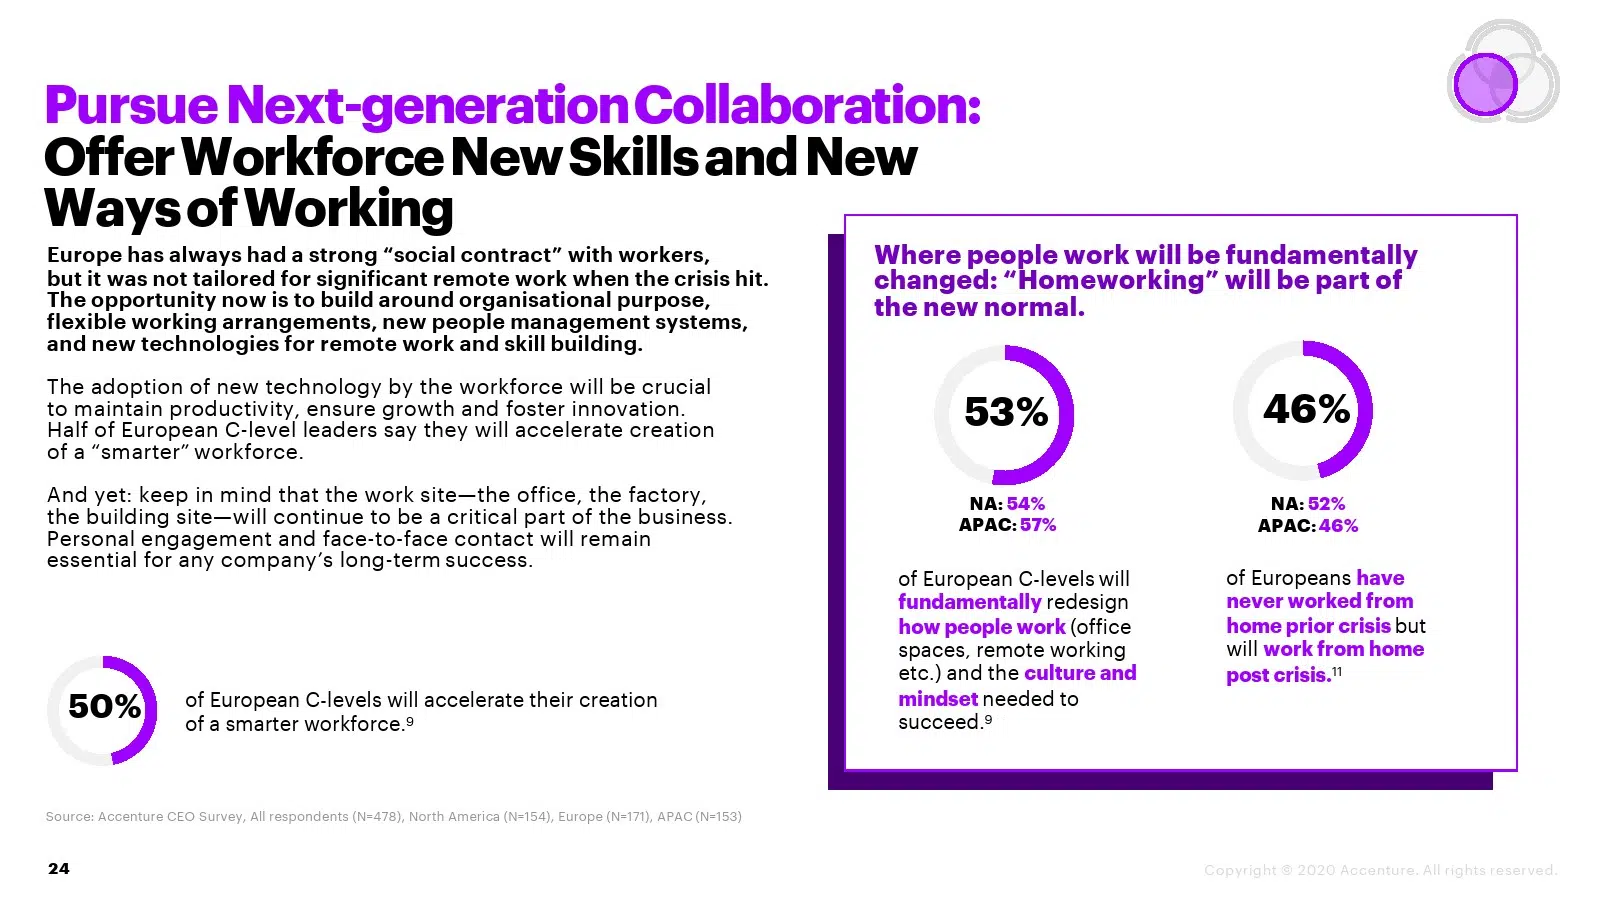 Pursue Next-generation Collaboration:
Offer Workforce New Skills and New
Ways of Working
Europe has always had a strong “social contract” with workers,
but it was not tailored for significant remote work when the crisis hit.
The opportunity now is to build around organisational purpose,
flexible working arrangements, new people management systems,
and new technologies for remote work and skill building.
The adoption of new technology by the workforce will be crucial
to maintain productivity, ensure growth and foster innovation.
Half of European C-level leaders say they will accelerate creation
of a “smarter” workforce.
And yet: keep in mind that the work site—the office, the factory,
the building site—will continue to be a critical part of the business.
Personal engagement and face-to-face contact will remain
essential for any company’s long-term success.
50%
of European C-levels will accelerate their creation
of a smarter workforce.⁹
Where people work will be fundamentally
changed: “Homeworking” will be part of
the new normal.
53%
NA: 54%
APAC: 57%
of European C-levels will
fundamentally redesign
how people work (office
spaces, remote working
etc.) and the culture and
mindset needed to
succeed.⁹
46%
NA: 52%
APAC: 46%
of Europeans have
never worked from
home prior crisis but
will work from home
post crisis.¹¹
Source: Accenture CEO Survey, All respondents (N=478), North America (N=154), Europe (N=171), APAC (N=153)
24
Copyright © 2020 Accenture. All rights reserved.